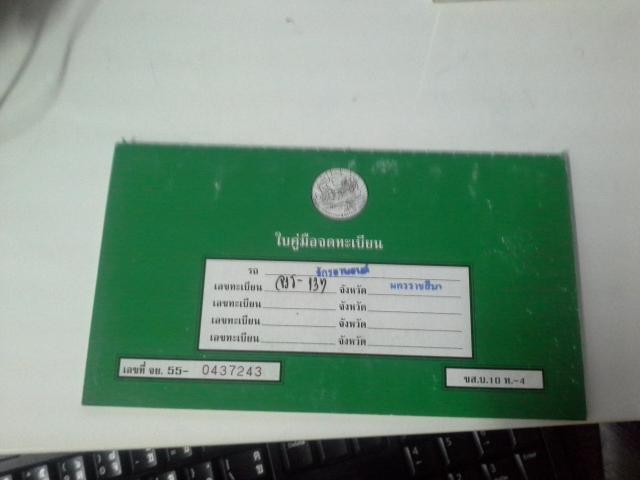 ใบคู่มือจดทะเบียน
รถ จักรยานยนต์
เลขทะเบียน 137 จังหวัด นครราชสีมา
เลขทะเบียน จังหวัด
เลขทะเบียน จังหวัด
เลขทะเบียน จังหวัด
เลขที่ จย. 55- 0437243
ขส.บ.10 ท.-4